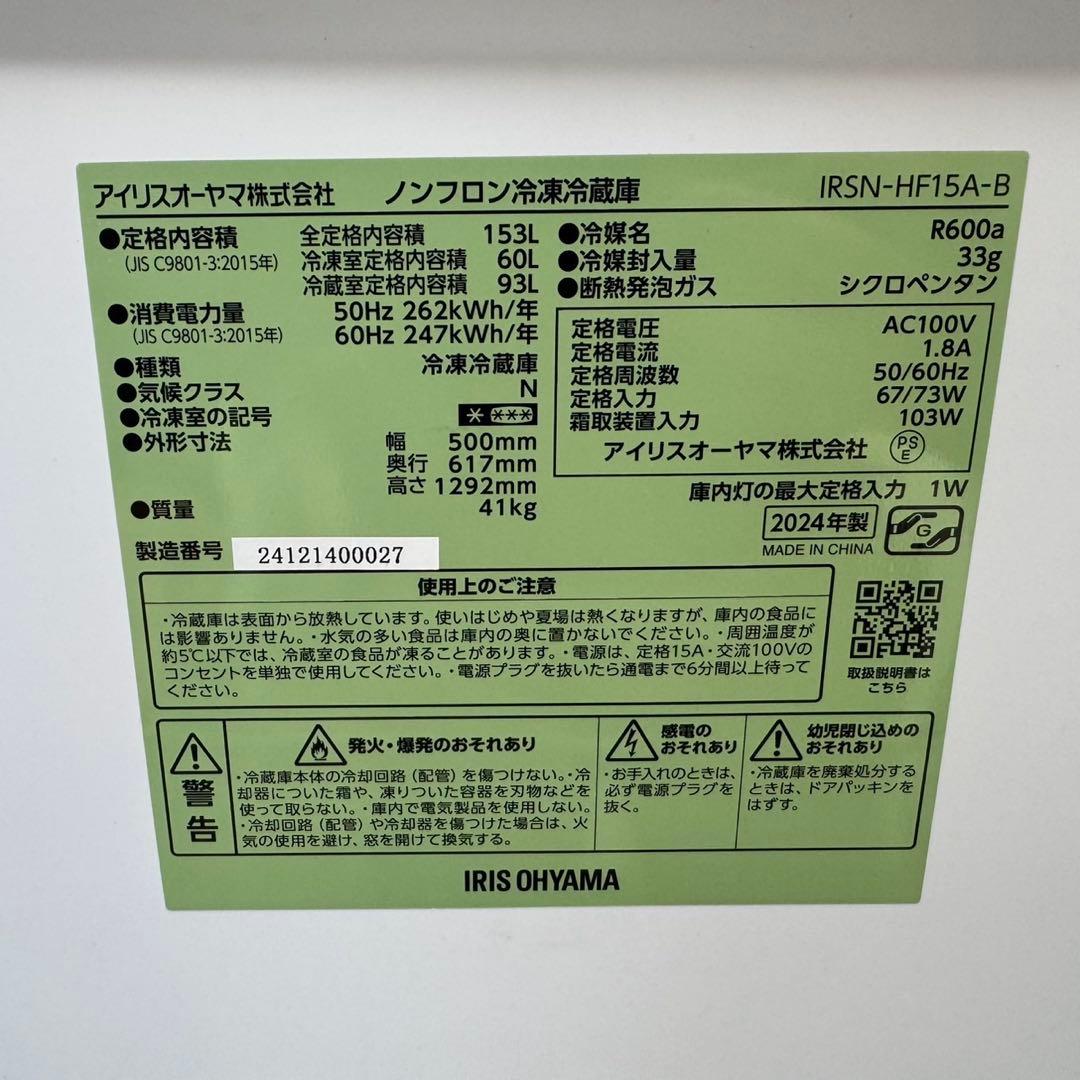 アイリスオーヤマ株式会社 ノンフロン冷凍冷蔵庫 IRSN-HF15A-B
●定格内容積 全定格内容積 153L
(JIS C9801-3:2015年) 冷凍室定格内容積 60L
冷蔵室定格内容積 93L
●消費電力量 50Hz 262kWh/年
(JIS C9801-3:2015年) 60Hz 247kWh/年
●種類 冷凍冷蔵庫
●気候クラス N
●冷凍室の記号 * ***
●外形寸法 幅 500mm
奥行 617mm
高さ 1292mm
●質量 41kg
製造番号 24121400027
●冷媒名 R600a
●冷媒封入量 33g
●断熱発泡ガス シクロペンタン
定格電圧 AC100V
定格電流 1.8A
定格周波数 50/60Hz
定格入力 67/73W
霜取装置入力 103W
アイリスオーヤマ株式会社 PSE
庫内灯の最大定格入力 1W
2024年製
MADE IN CHINA
G
使用上のご注意
・冷蔵庫は表面から放熱しています。使いはじめや夏場は熱くなりますが、庫内の食品に
は影響ありません。・水気の多い食品は庫内の奥に置かないでください。・周囲温度が
約5℃以下では、冷蔵室の食品が凍ることがあります。・電源は、定格15A・交流100Vの
コンセントを単独で使用してください。・電源プラグを抜いたら通電まで6分間以上待って
ください。
取扱説明書は
こちら
警告
発火・爆発のおそれあり
・冷蔵庫本体の冷却回路（配管）を傷つけない。・冷
却器についた霜や、凍りついた容器を刃物などを
使って取らない。・庫内で電気製品を使用しない。
・冷却回路（配管）や冷却器を傷つけた場合は、火
気の使用を避け、窓を開けて換気する。
感電の
おそれあり
・お手入れのときは、
必ず電源プラグを
抜く。
幼児閉じ込めの
おそれあり
・冷蔵庫を廃棄処分する
ときは、ドアパッキンを
はずす。
IRIS OHYAMA